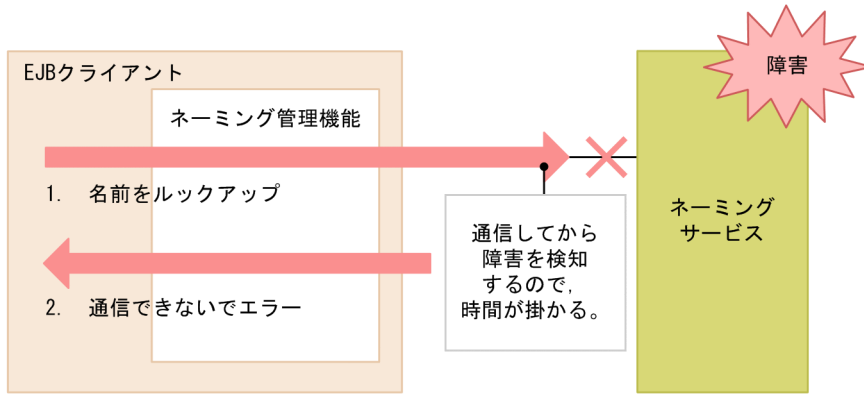 障害
EJBクライアント
ネーミング管理機能
1. 名前をルックアップ
通信してから
障害を検知
するので,
時間が掛かる。
ネーミング
サービス
2. 通信できないでエラー